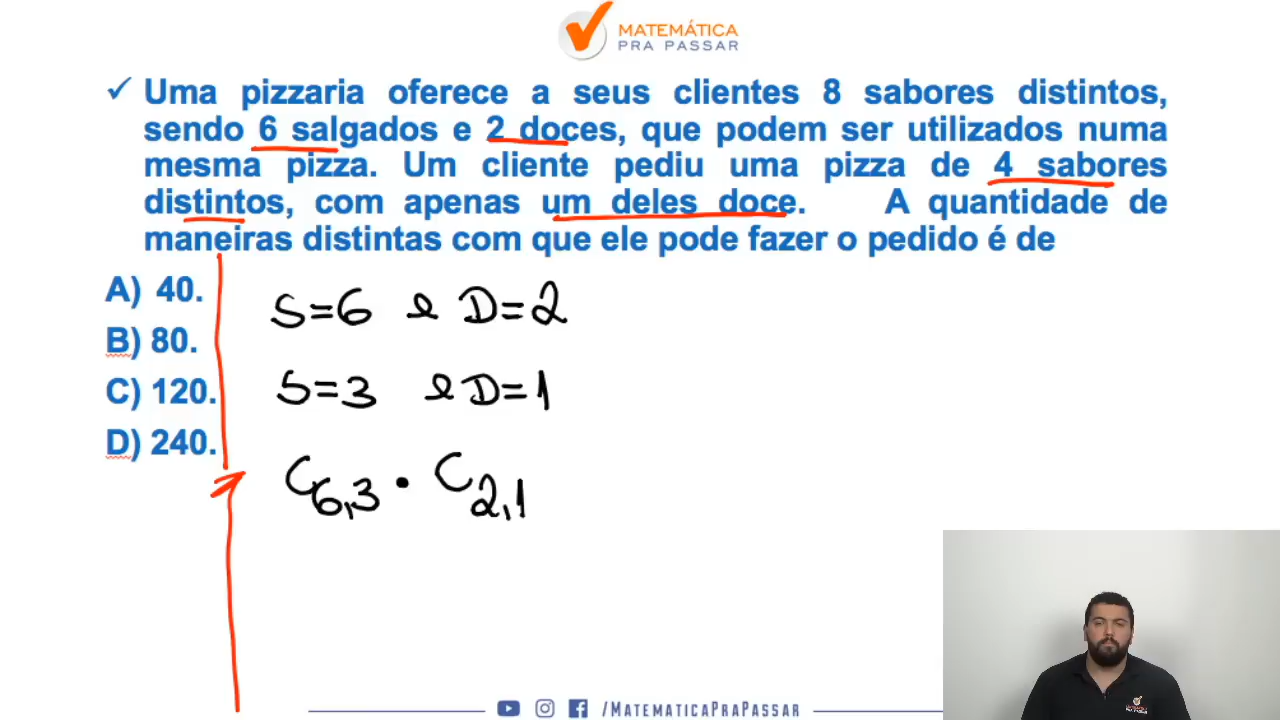 MATEMÁTICA
PRA PASSAR
✓ Uma pizzaria oferece a seus clientes 8 sabores distintos,
sendo 6 salgados e 2 doces, que podem ser utilizados numa
mesma pizza. Um cliente pediu uma pizza de 4 sabores
distintos, com apenas um deles doce. A quantidade de
maneiras distintas com que ele pode fazer o pedido é de
A) 40.
B) 80.
C) 120.
D) 240.
S=6 e D=2
S=3 e D=1
C6,3 · C2,1
/MATEMATICAPRAPASSAR